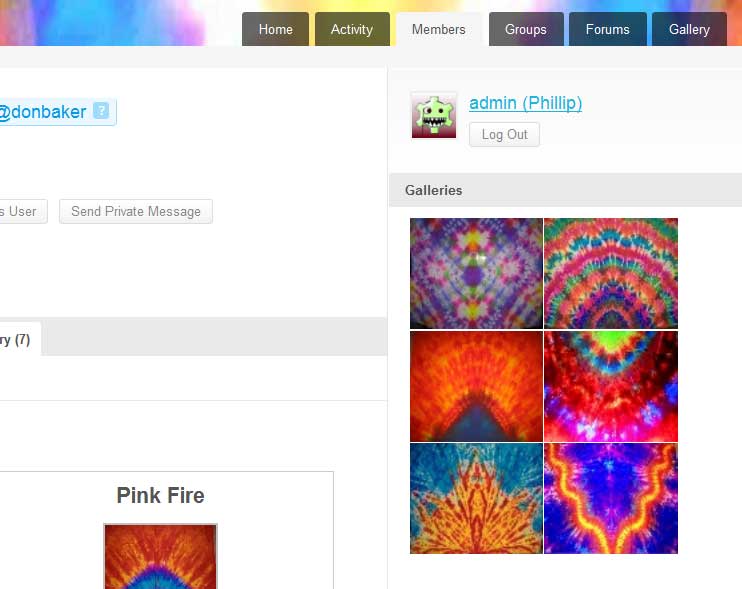 Home Activity Members Groups Forums Gallery
@donbaker ?
admin (Phillip)
Log Out
s User Send Private Message
Galleries
ry (7)
Pink Fire